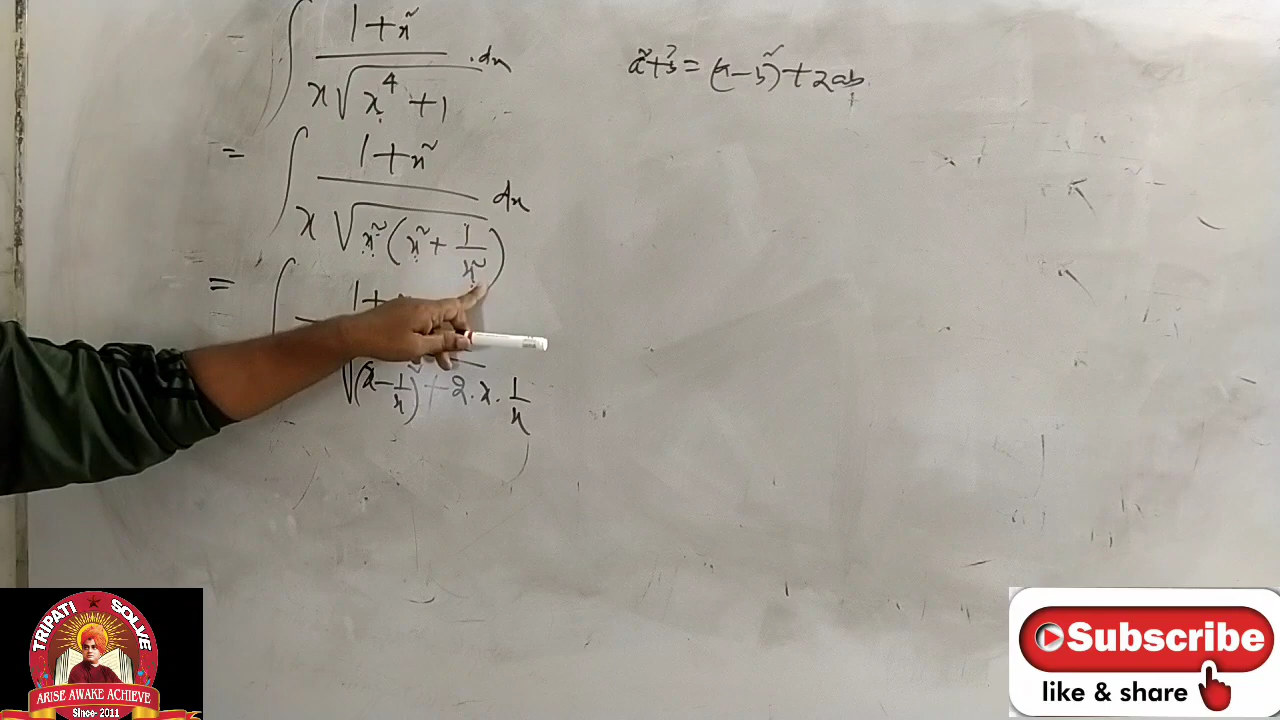 ∫ 1+x² / x√(x⁴+1) .dx
a²+b² = (a-b)²+2ab
= ∫ 1+x² / x√(x²(x²+1/x²)) dx
= ∫ 1+
√((x-1/x)²+2.x.1/x
TRIPATI ★ SOLVE
ARISE AWAKE ACHIEVE
Since- 2011
Subscribe
like & share